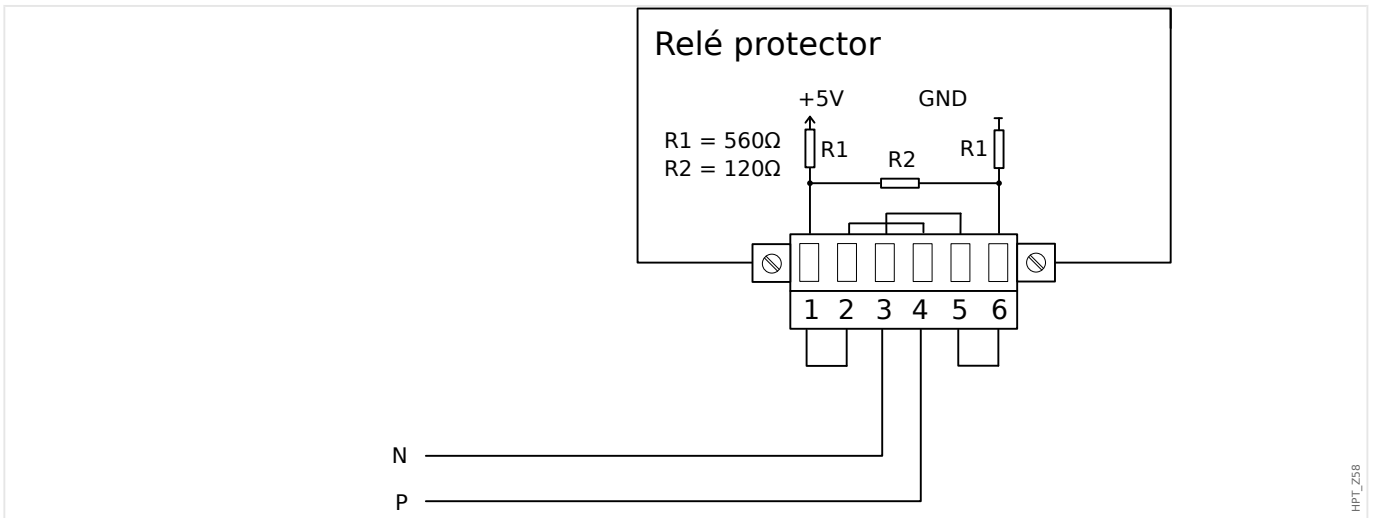 Relé protector
+5V GND
R1 = 560Ω
R2 = 120Ω
R1 R2 R1
1 2 3 4 5 6
N
P
HPT_Z58